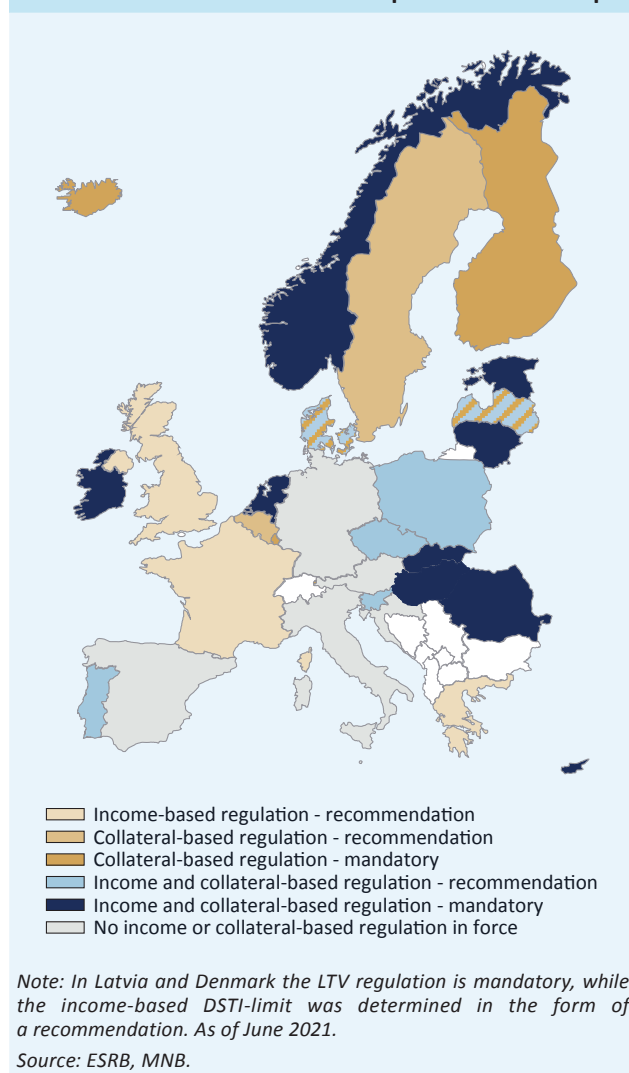 Income-based regulation - recommendation
Collateral-based regulation - recommendation
Collateral-based regulation - mandatory
Income and collateral-based regulation - recommendation
Income and collateral-based regulation - mandatory
No income or collateral-based regulation in force
Note: In Latvia and Denmark the LTV regulation is mandatory, while
the income-based DSTI-limit was determined in the form of
a recommendation. As of June 2021.
Source: ESRB, MNB.